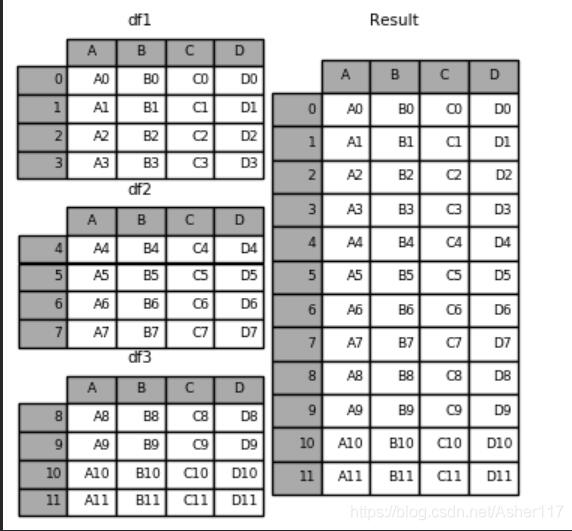 df1
A B C D
0 A0 B0 C0 D0
1 A1 B1 C1 D1
2 A2 B2 C2 D2
3 A3 B3 C3 D3
df2
A B C D
4 A4 B4 C4 D4
5 A5 B5 C5 D5
6 A6 B6 C6 D6
7 A7 B7 C7 D7
df3
A B C D
8 A8 B8 C8 D8
9 A9 B9 C9 D9
10 A10 B10 C10 D10
11 A11 B11 C11 D11
Result
A B C D
0 A0 B0 C0 D0
1 A1 B1 C1 D1
2 A2 B2 C2 D2
3 A3 B3 C3 D3
4 A4 B4 C4 D4
5 A5 B5 C5 D5
6 A6 B6 C6 D6
7 A7 B7 C7 D7
8 A8 B8 C8 D8
9 A9 B9 C9 D9
10 A10 B10 C10 D10
11 A11 B11 C11 D11
https://blog.csdn.net/Asher117